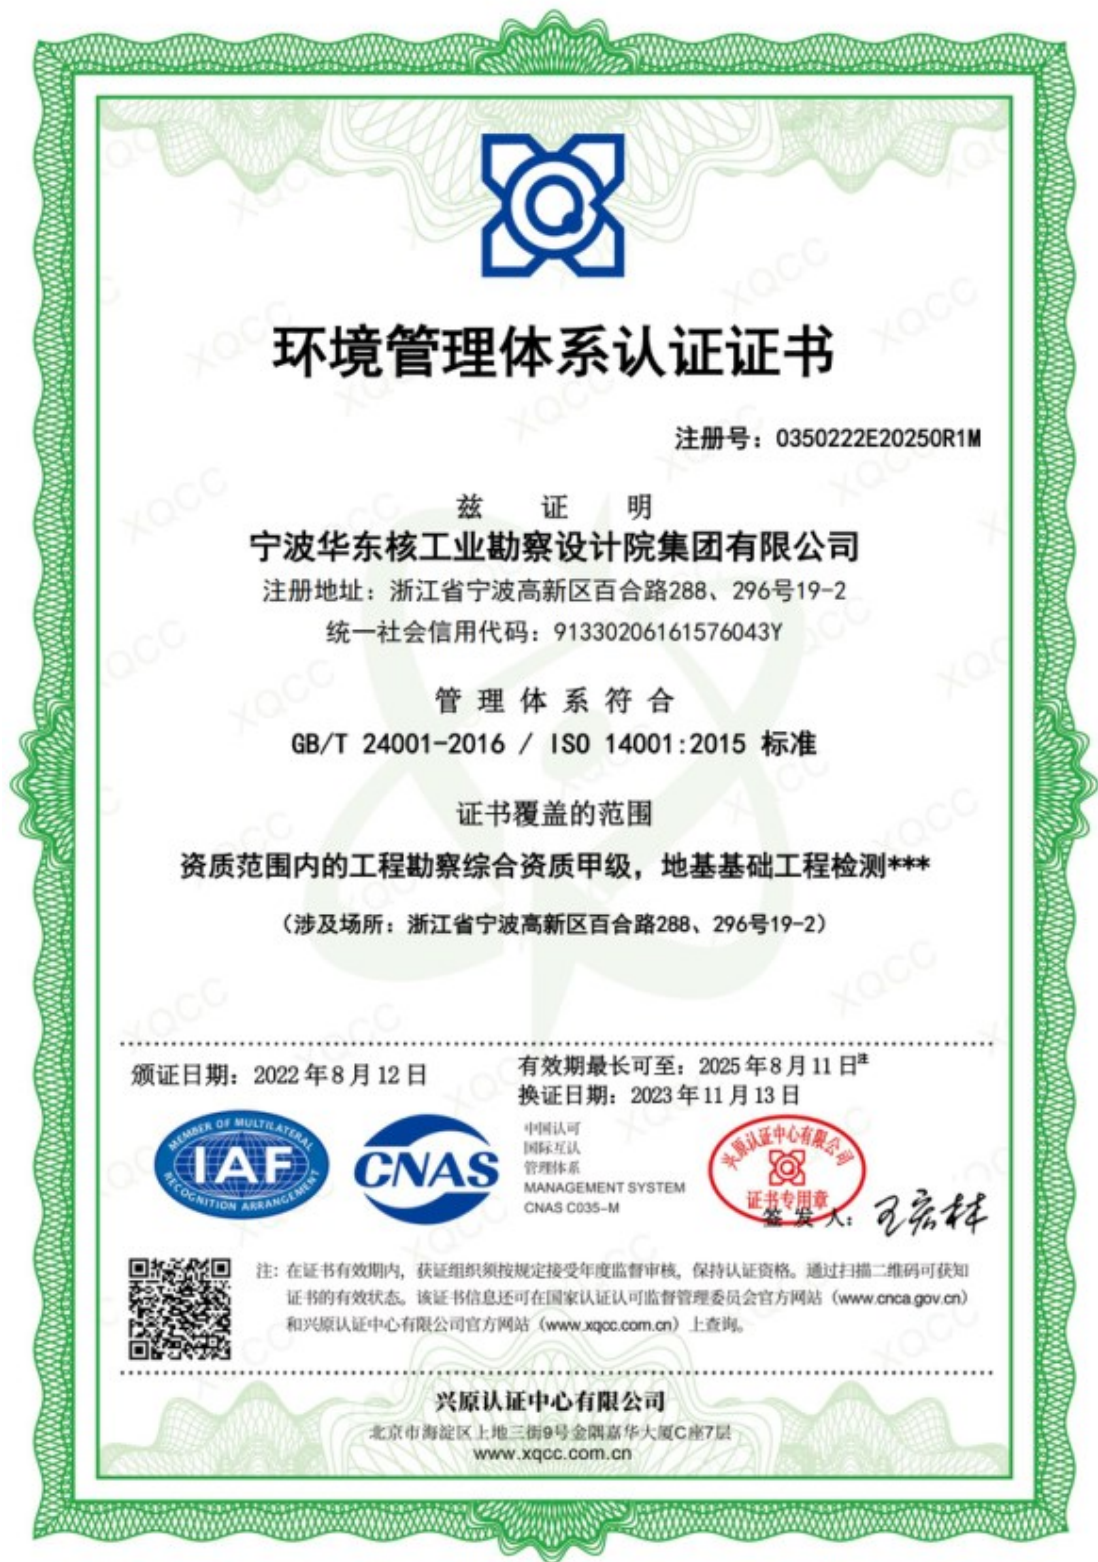 环境管理体系认证证书
注册号：0350222E20250R1M
兹 证 明
宁波华东核工业勘察设计院集团有限公司
注册地址：浙江省宁波高新区百合路288、296号19-2
统一社会信用代码：91330206161576043Y
管 理 体 系 符 合
GB/T 24001-2016 / ISO 14001:2015 标准
证书覆盖的范围
资质范围内的工程勘察综合资质甲级，地基基础工程检测***
（涉及场所：浙江省宁波高新区百合路288、296号19-2）
颁证日期：2022年8月12日
有效期最长可至：2025年8月11日注
换证日期：2023年11月13日
MEMBER OF MULTILATERAL
IAF
RECOGNITION ARRANGEMENT
CNAS
中国认可
国际互认
管理体系
MANAGEMENT SYSTEM
CNAS C035-M
兴原认证中心有限公司
证书专用章
签 发 人：
注：在证书有效期内，获证组织须按规定接受年度监督审核，保持认证资格。通过扫描二维码可获知
证书的有效状态。该证书信息还可在国家认证认可监督管理委员会官方网站（www.cnca.gov.cn）
和兴原认证中心有限公司官方网站（www.xqcc.com.cn）上查询。
兴原认证中心有限公司
北京市海淀区上地三街9号金隅嘉华大厦C座7层
www.xqcc.com.cn
XQCC